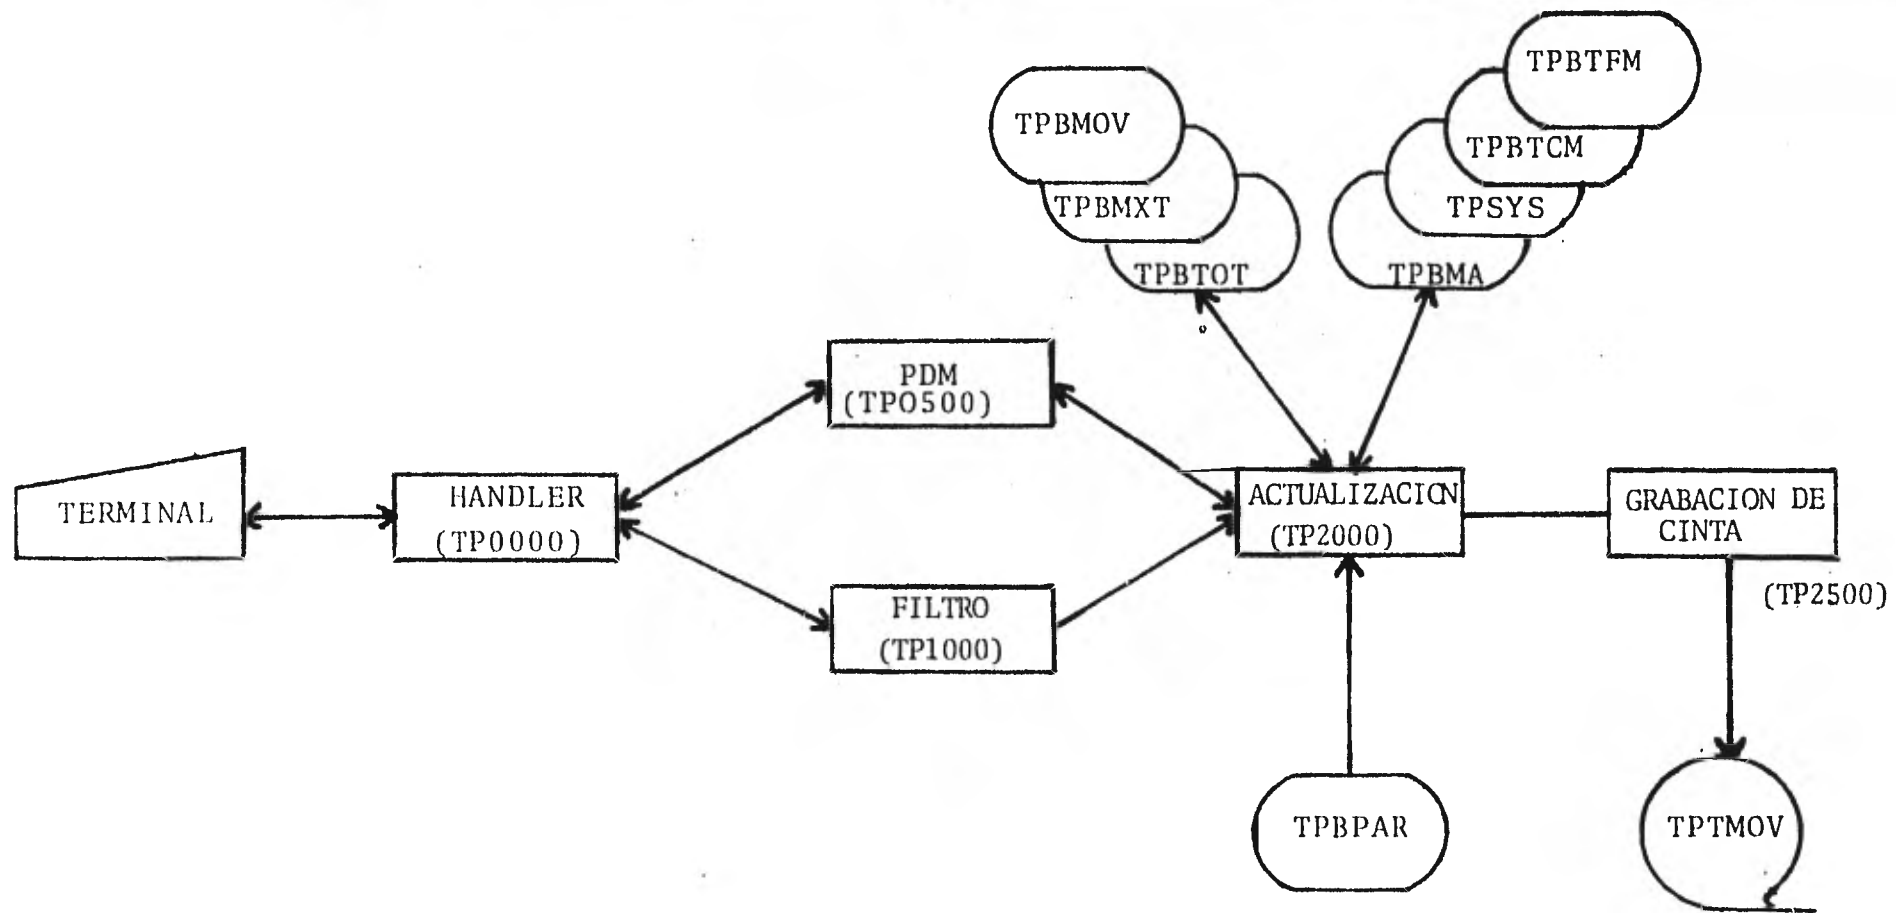 TPBTFM
TPBMOV
TPBTCM
TPBMXT
TPSYS
TPBTOT
TPBMA
PDM
(TPO500)
TERMINAL
HANDLER
(TP0000)
ACTUALIZACION
(TP2000)
GRABACION DE
CINTA
(TP2500)
FILTRO
(TP1000)
TPBPAR
TPTMOV